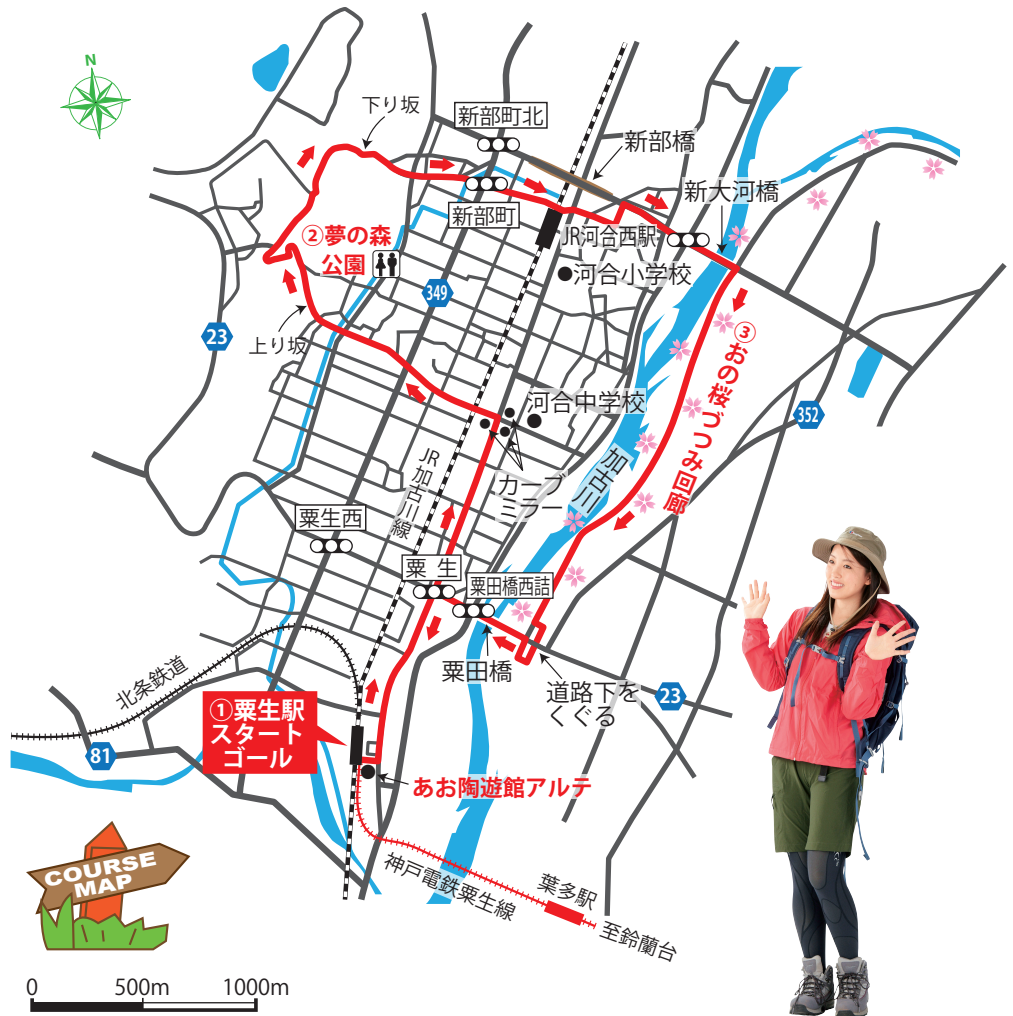 N
下り坂
新部町北
新部橋
新大河橋
新部町
JR河合西駅
②夢の森
公園
河合小学校
349
23
上り坂
③おの桜づつみ回廊
352
河合中学校
カーブ
ミラー
JR加古川線
加古川
粟生西
粟生
粟田橋西詰
粟田橋
道路下を
くぐる
23
北条鉄道
①粟生駅
スタート
ゴール
81
あお陶遊館アルテ
COURSE
MAP
神戸電鉄粟生線
葉多駅
至鈴蘭台
0 500m 1000m